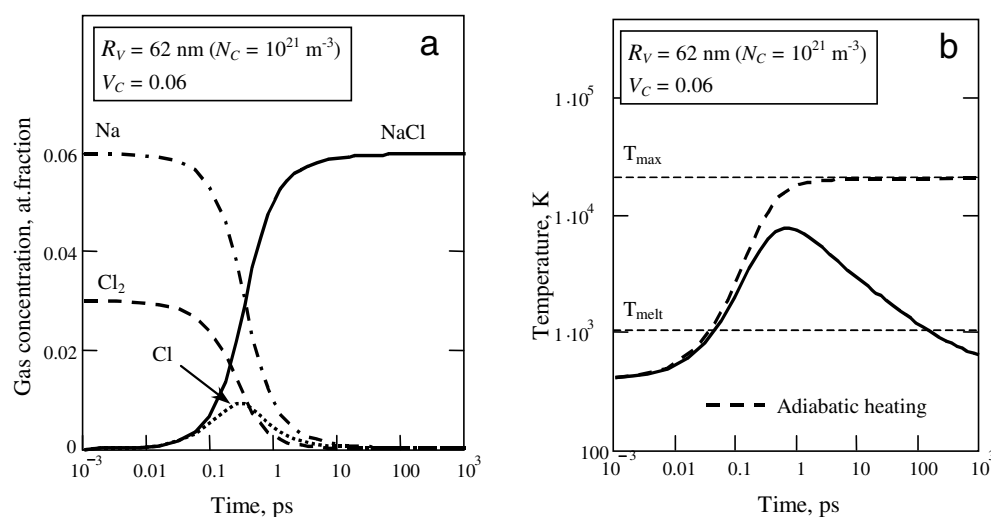 a
R_V = 62 nm (N_C = 10^21 m^-3)
V_C = 0.06
Na
NaCl
Cl_2
Cl
Gas concentration, at.fraction
0.06
0.04
0.02
0
10^-3 0.01 0.1 1 10 100 10^3
Time, ps
b
R_V = 62 nm (N_C = 10^21 m^-3)
V_C = 0.06
T_max
T_melt
Adiabatic heating
Temperature, K
1·10^5
1·10^4
1·10^3
100
10^-3 0.01 0.1 1 10 100 10^3
Time, ps